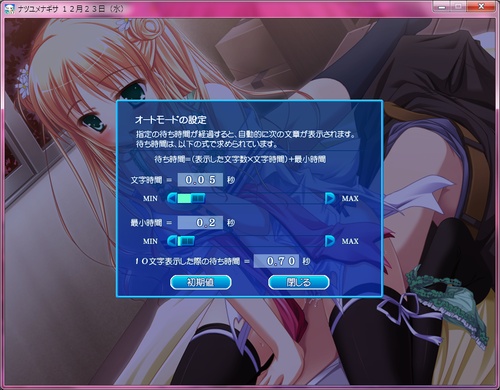 ナツユメナギサ 12月23日(水)
オートモードの設定
指定の待ち時間が経過すると、自動的に次の文章が表示されます。
待ち時間は、以下の式で求められています。
待ち時間=(表示した文字数×文字時間)+最小時間
文字時間 = 0.05 秒
MIN MAX
最小時間 = 0.2 秒
MIN MAX
10文字表示した際の待ち時間 = 0.70 秒
初期値 閉じる